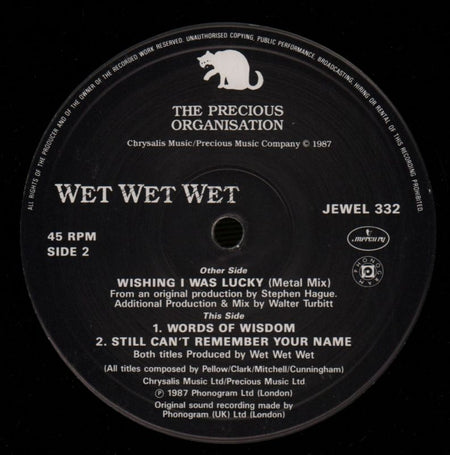 ALL RIGHTS OF THE PRODUCER AND OF THE OWNER OF THE RECORDED WORK RESERVED. UNAUTHORISED COPYING, PUBLIC PERFORMANCE, BROADCASTING, HIRING OR RENTAL OF THIS RECORDING PROHIBITED.
THE PRECIOUS
ORGANISATION
Chrysalis Music/Precious Music Company © 1987
WET WET WET
JEWEL 332
45 RPM
SIDE 2
mercury
PHONOGRAM
Other Side
WISHING I WAS LUCKY (Metal Mix)
From an original production by Stephen Hague.
Additional Production & Mix by Walter Turbitt
This Side
1. WORDS OF WISDOM
2. STILL CAN'T REMEMBER YOUR NAME
Both titles Produced by Wet Wet Wet
(All titles composed by Pellow/Clark/Mitchell/Cunningham)
Chrysalis Music Ltd/Precious Music Ltd
℗ 1987 Phonogram Ltd (London)
Original sound recording made by
Phonogram (UK) Ltd (London)